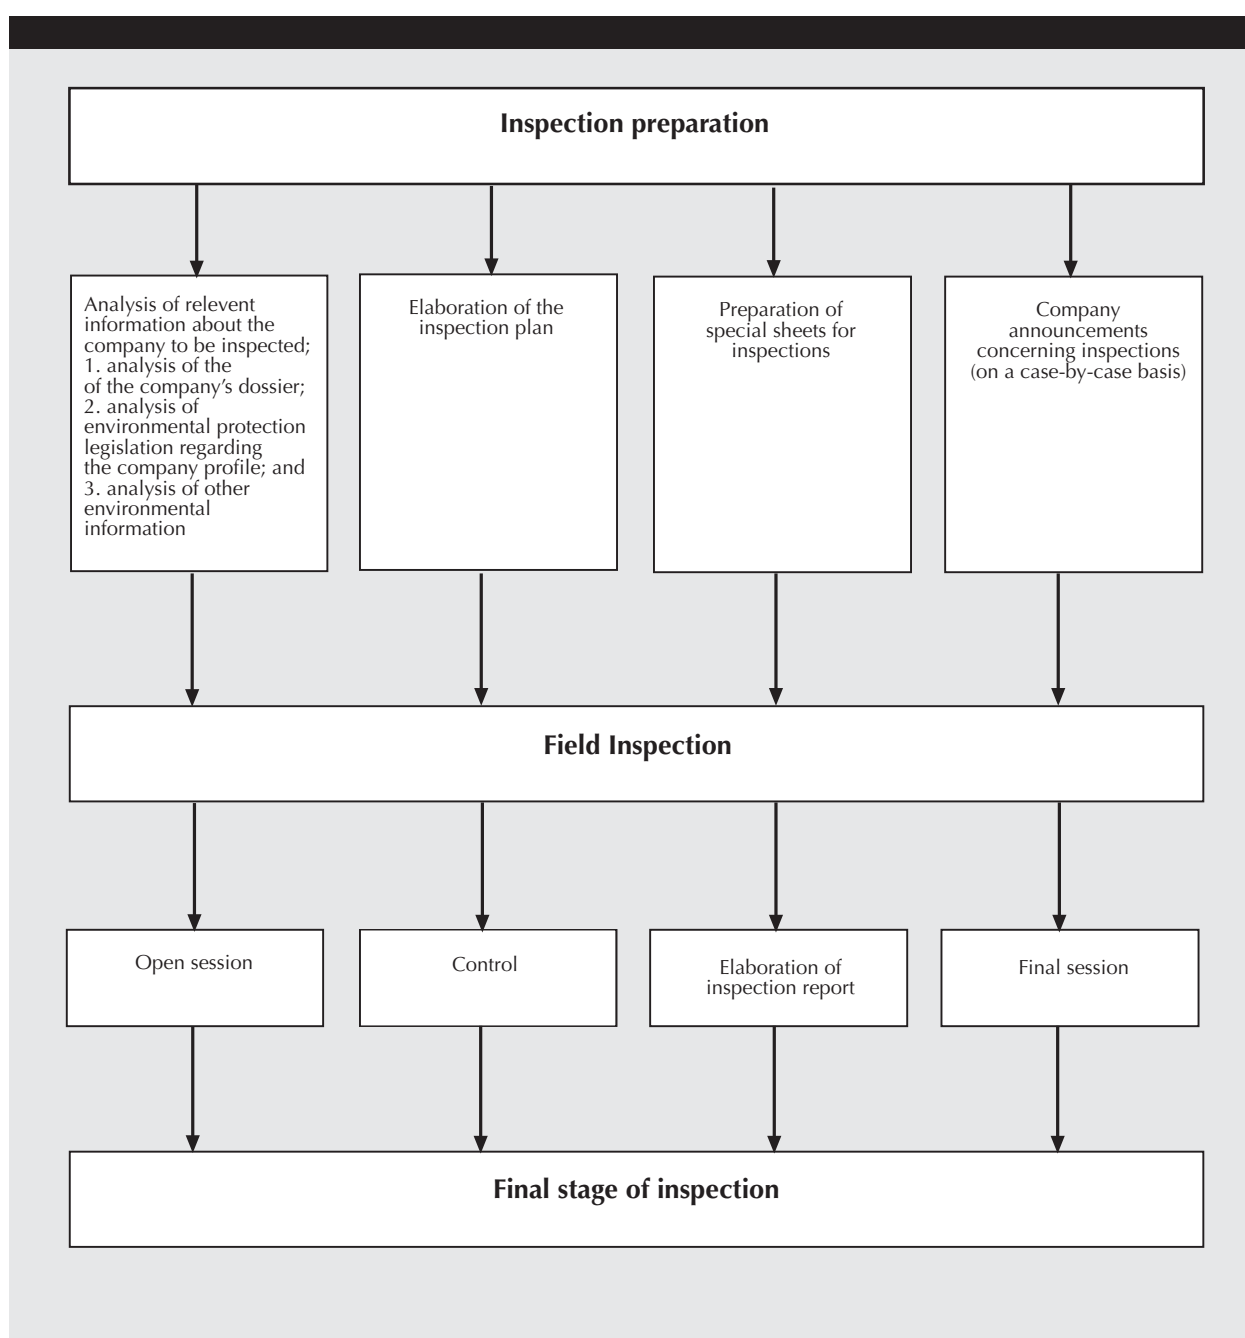 Inspection preparation
Analysis of relevent
information about the
company to be inspected;
1. analysis of the
of the company's dossier;
2. analysis of
environmental protection
legislation regarding
the company profile; and
3. analysis of other
environmental
information
Elaboration of the
inspection plan
Preparation of
special sheets for
inspections
Company
announcements
concerning inspections
(on a case-by-case basis)
Field Inspection
Open session
Control
Elaboration of
inspection report
Final session
Final stage of inspection